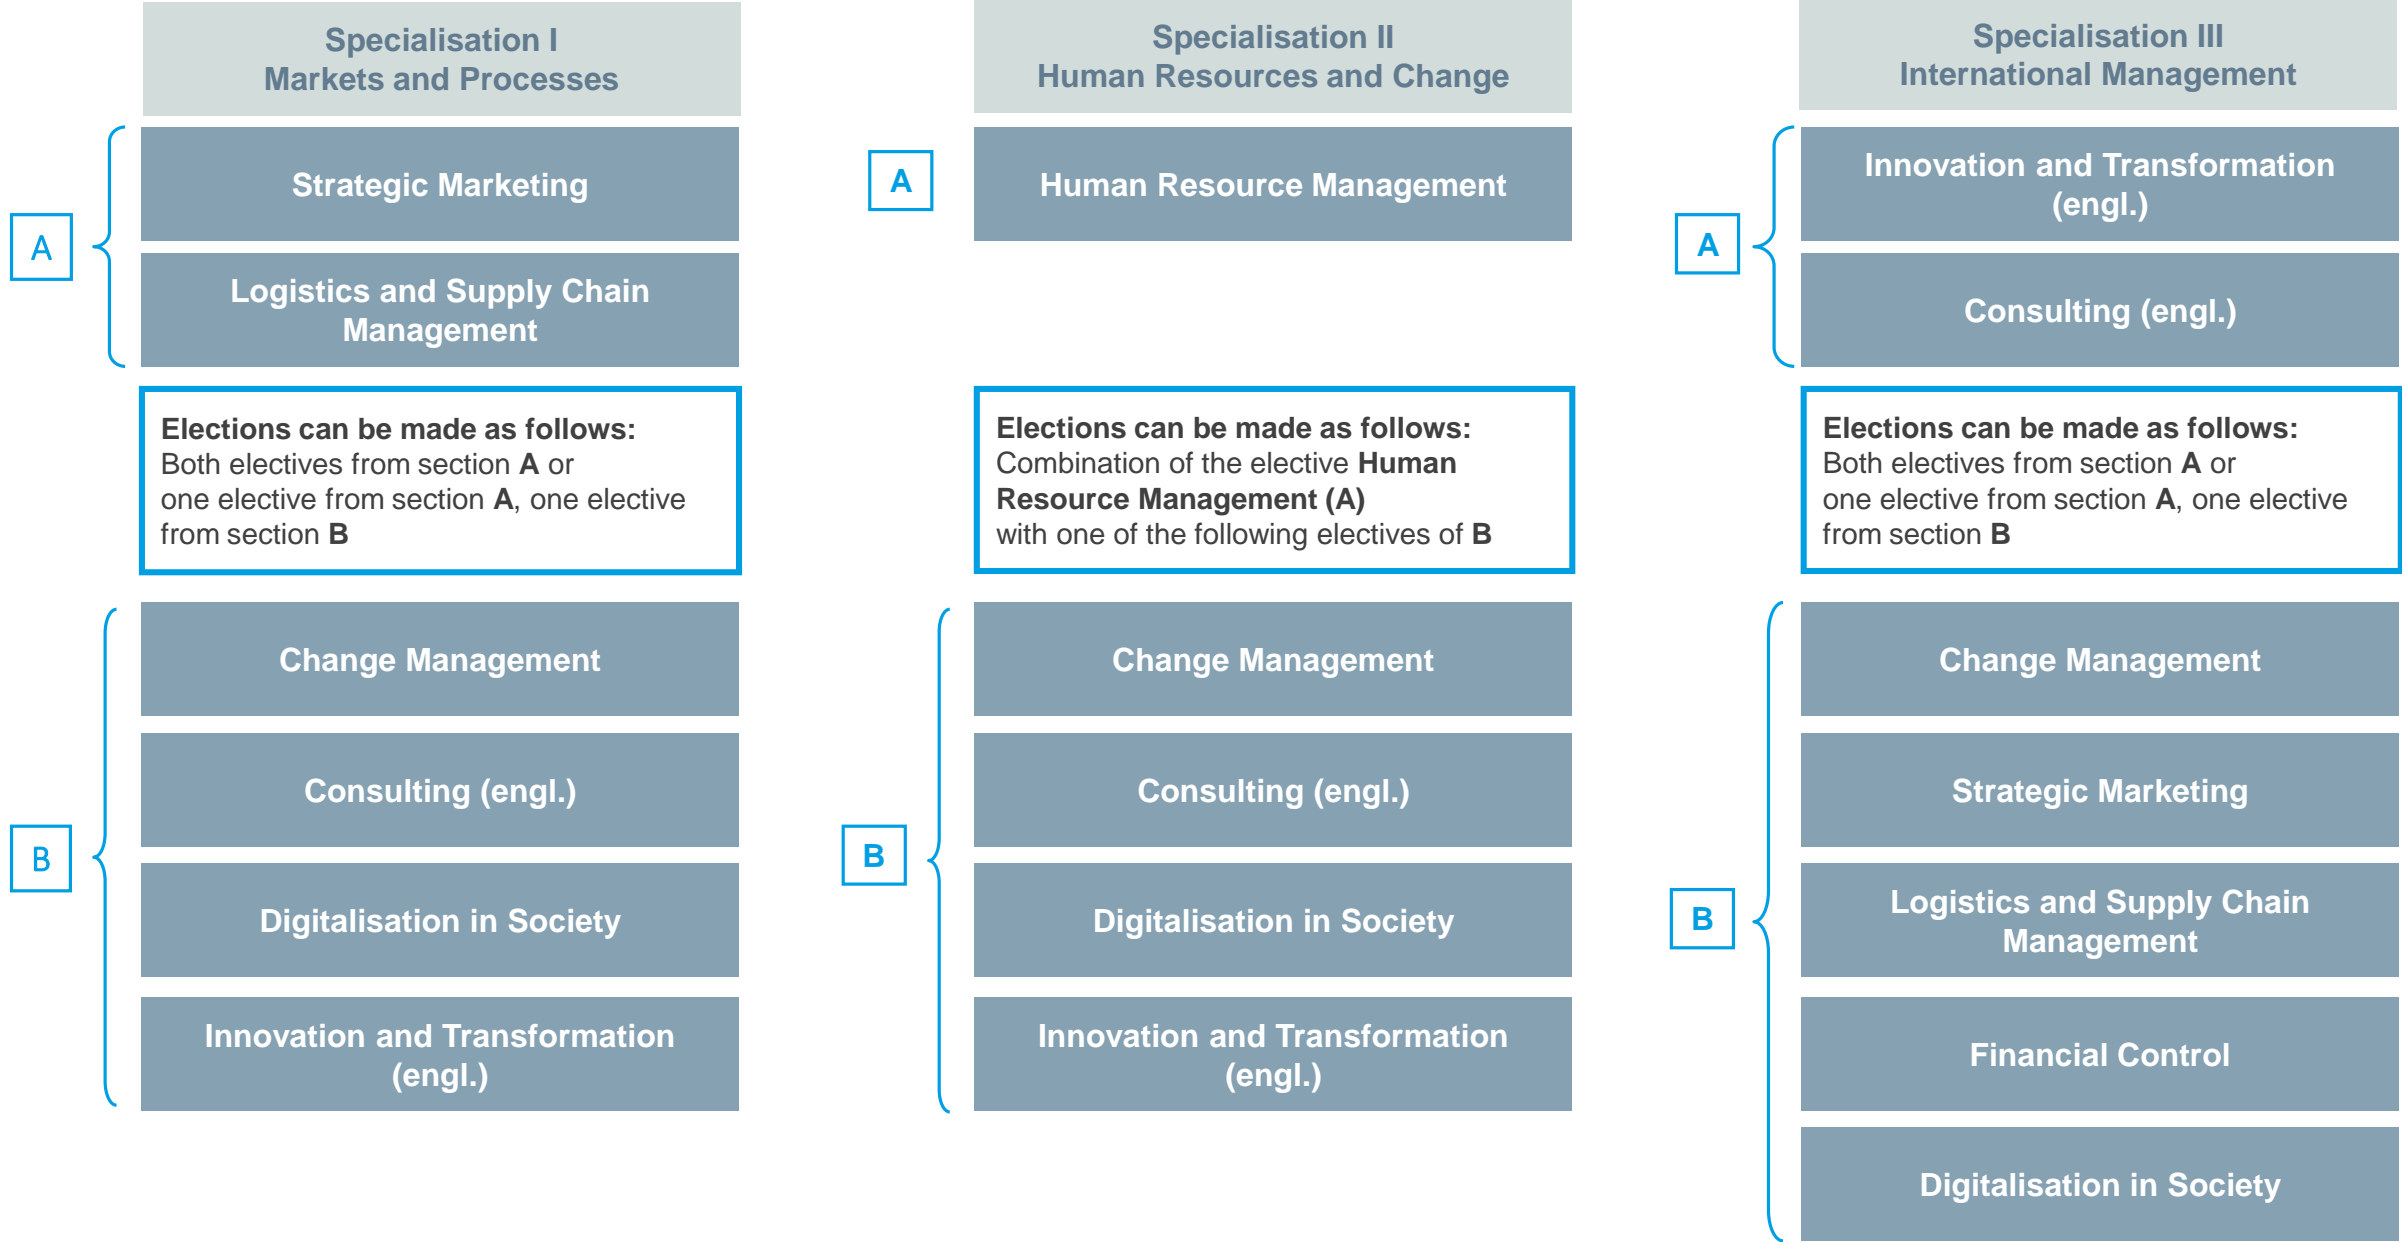 Specialisation I
Markets and Processes
A
Strategic Marketing
Logistics and Supply Chain
Management
Elections can be made as follows:
Both electives from section A or
one elective from section A, one elective
from section B
B
Change Management
Consulting (engl.)
Digitalisation in Society
Innovation and Transformation
(engl.)
Specialisation II
Human Resources and Change
A
Human Resource Management
Elections can be made as follows:
Combination of the elective Human
Resource Management (A)
with one of the following electives of B
B
Change Management
Consulting (engl.)
Digitalisation in Society
Innovation and Transformation
(engl.)
Specialisation III
International Management
A
Innovation and Transformation
(engl.)
Consulting (engl.)
Elections can be made as follows:
Both electives from section A or
one elective from section A, one elective
from section B
B
Change Management
Strategic Marketing
Logistics and Supply Chain
Management
Financial Control
Digitalisation in Society